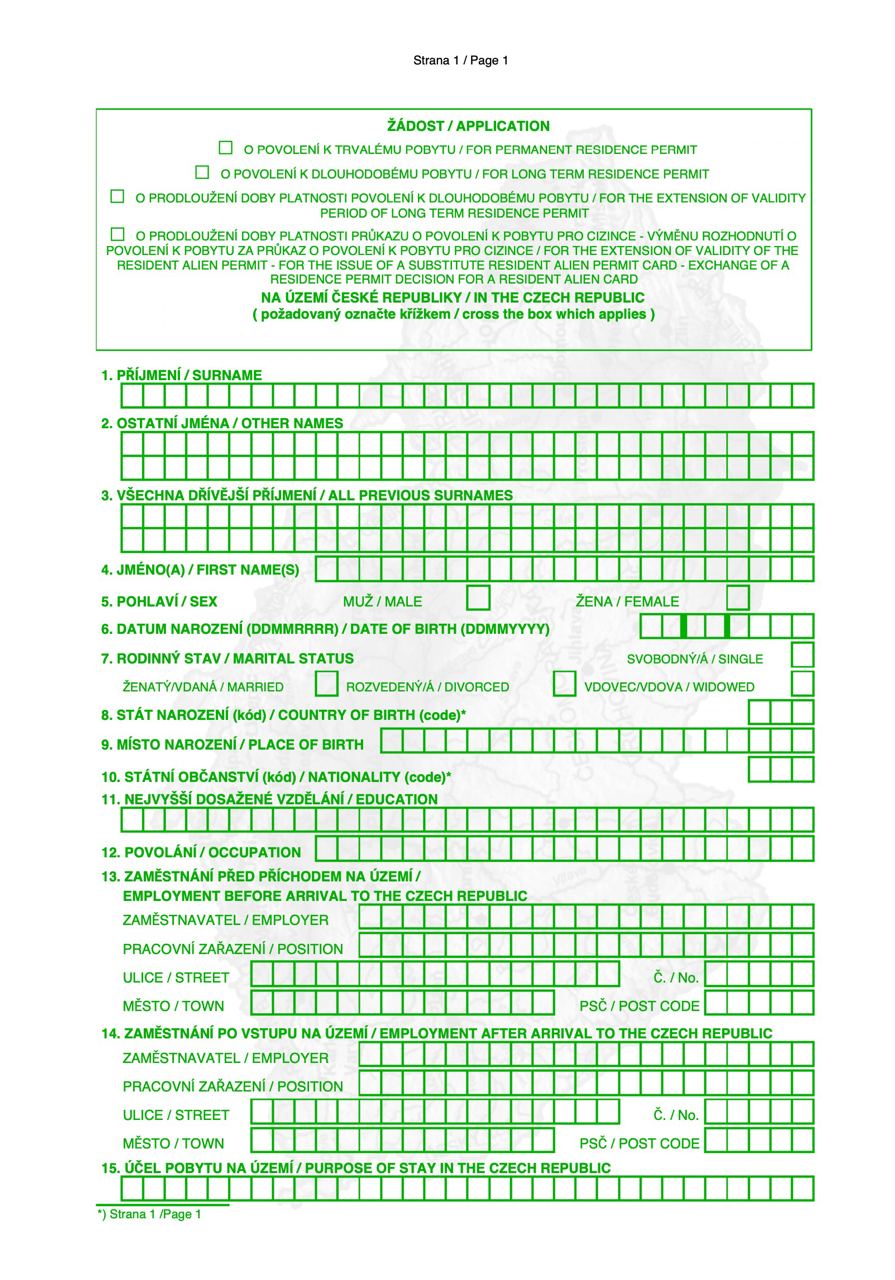 Strana 1 / Page 1
ŽÁDOST / APPLICATION
O POVOLENÍ K TRVALÉMU POBYTU / FOR PERMANENT RESIDENCE PERMIT
O POVOLENÍ K DLOUHODOBÉMU POBYTU / FOR LONG TERM RESIDENCE PERMIT
O PRODLOUŽENÍ DOBY PLATNOSTI POVOLENÍ K DLOUHODOBÉMU POBYTU / FOR THE EXTENSION OF VALIDITY
PERIOD OF LONG TERM RESIDENCE PERMIT
O PRODLOUŽENÍ DOBY PLATNOSTI PRŮKAZU O POVOLENÍ K POBYTU PRO CIZINCE - VÝMĚNU ROZHODNUTÍ O
POVOLENÍ K POBYTU ZA PRŮKAZ O POVOLENÍ K POBYTU PRO CIZINCE / FOR THE EXTENSION OF VALIDITY OF THE
RESIDENT ALIEN PERMIT - FOR THE ISSUE OF A SUBSTITUTE RESIDENT ALIEN PERMIT CARD - EXCHANGE OF A
RESIDENCE PERMIT DECISION FOR A RESIDENT ALIEN CARD
NA ÚZEMÍ ČESKÉ REPUBLIKY / IN THE CZECH REPUBLIC
( požadovaný označte křížkem / cross the box which applies )
1. PŘÍJMENÍ / SURNAME
2. OSTATNÍ JMÉNA / OTHER NAMES
3. VŠECHNA DŘÍVĚJŠÍ PŘÍJMENÍ / ALL PREVIOUS SURNAMES
4. JMÉNO(A) / FIRST NAME(S)
5. POHLAVÍ / SEX MUŽ / MALE ŽENA / FEMALE
6. DATUM NAROZENÍ (DDMMRRRR) / DATE OF BIRTH (DDMMYYYY)
7. RODINNÝ STAV / MARITAL STATUS SVOBODNÝ/Á / SINGLE
ŽENATÝ/VDANÁ / MARRIED ROZVEDENÝ/Á / DIVORCED VDOVEC/VDOVA / WIDOWED
8. STÁT NAROZENÍ (kód) / COUNTRY OF BIRTH (code)*
9. MÍSTO NAROZENÍ / PLACE OF BIRTH
10. STÁTNÍ OBČANSTVÍ (kód) / NATIONALITY (code)*
11. NEJVYŠŠÍ DOSAŽENÉ VZDĚLÁNÍ / EDUCATION
12. POVOLÁNÍ / OCCUPATION
13. ZAMĚSTNÁNÍ PŘED PŘÍCHODEM NA ÚZEMÍ /
EMPLOYMENT BEFORE ARRIVAL TO THE CZECH REPUBLIC
ZAMĚSTNAVATEL / EMPLOYER
PRACOVNÍ ZAŘAZENÍ / POSITION
ULICE / STREET Č. / No.
MĚSTO / TOWN PSČ / POST CODE
14. ZAMĚSTNÁNÍ PO VSTUPU NA ÚZEMÍ / EMPLOYMENT AFTER ARRIVAL TO THE CZECH REPUBLIC
ZAMĚSTNAVATEL / EMPLOYER
PRACOVNÍ ZAŘAZENÍ / POSITION
ULICE / STREET Č. / No.
MĚSTO / TOWN PSČ / POST CODE
15. ÚČEL POBYTU NA ÚZEMÍ / PURPOSE OF STAY IN THE CZECH REPUBLIC
*) Strana 1 /Page 1